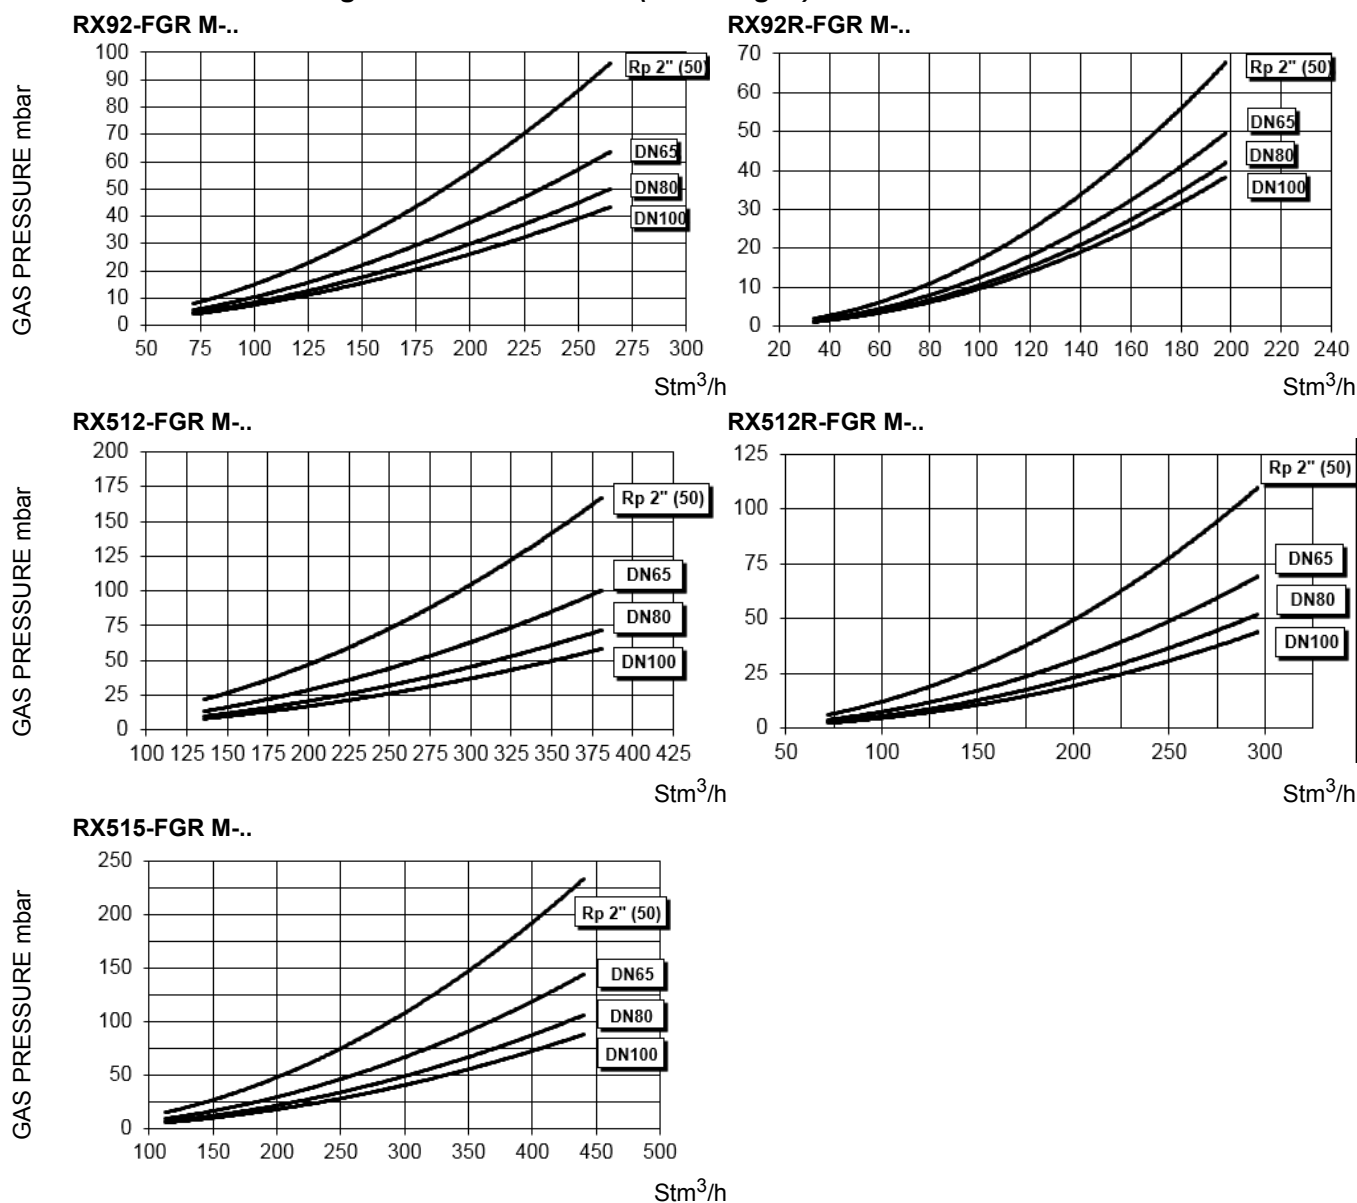 RX92-FGR M-..
GAS PRESSURE mbar
100
90
80
70
60
50
40
30
20
10
0
50 75 100 125 150 175 200 225 250 265 300
Rp 2" (50)
DN65
DN80
DN100
Stm3/h
RX92R-FGR M-..
70
60
50
40
30
20
10
0
20 40 60 80 100 120 140 160 180 200 220 240
Rp 2" (50)
DN65
DN80
DN100
Stm3/h
RX512-FGR M-..
GAS PRESSURE mbar
200
175
150
125
100
75
50
25
0
100 125 150 175 200 225 250 275 300 325 350 375 400 425
Rp 2" (50)
DN65
DN80
DN100
Stm3/h
RX512R-FGR M-..
125
100
75
50
25
0
50 100 150 200 250 300
Rp 2" (50)
DN65
DN80
DN100
Stm3/h
RX515-FGR M-..
GAS PRESSURE mbar
250
200
150
100
50
0
100 150 200 250 300 350 400 450 500
Rp 2" (50)
DN65
DN80
DN100
Stm3/h